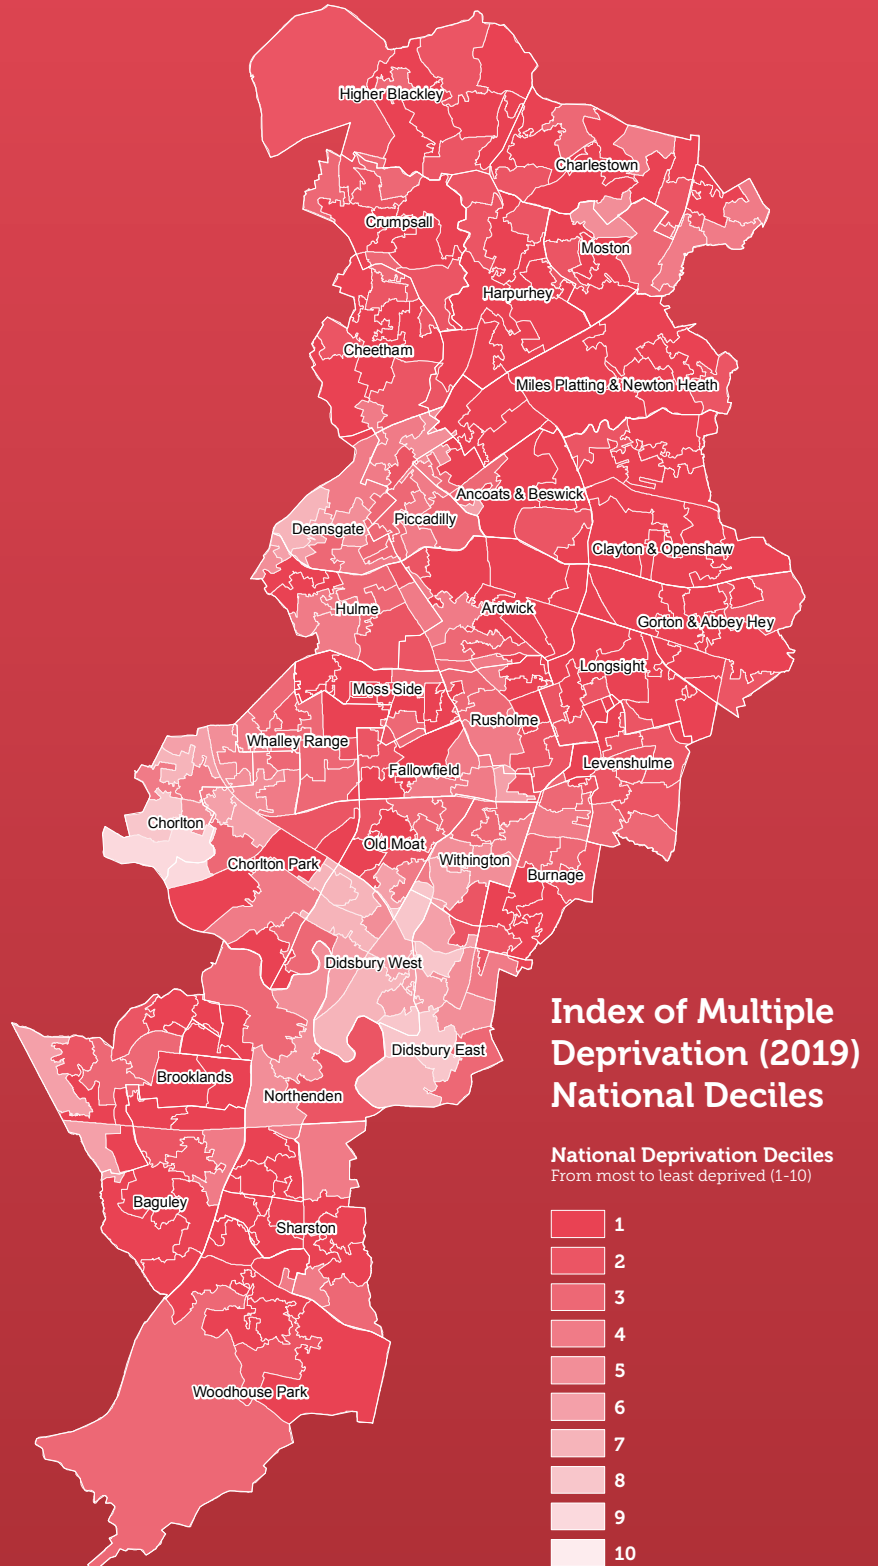 Higher Blackley
Charlestown
Crumpsall
Moston
Harpurhey
Cheetham
Miles Platting & Newton Heath
Ancoats & Beswick
Piccadilly
Deansgate
Clayton & Openshaw
Hulme
Ardwick
Gorton & Abbey Hey
Longsight
Moss Side
Rusholme
Whalley Range
Levenshulme
Fallowfield
Chorlton
Old Moat
Withington
Chorlton Park
Burnage
Didsbury West
Didsbury East
Brooklands
Northenden
Baguley
Sharston
Woodhouse Park
Index of Multiple
Deprivation (2019)
National Deciles
National Deprivation Deciles
From most to least deprived (1-10)
1
2
3
4
5
6
7
8
9
10